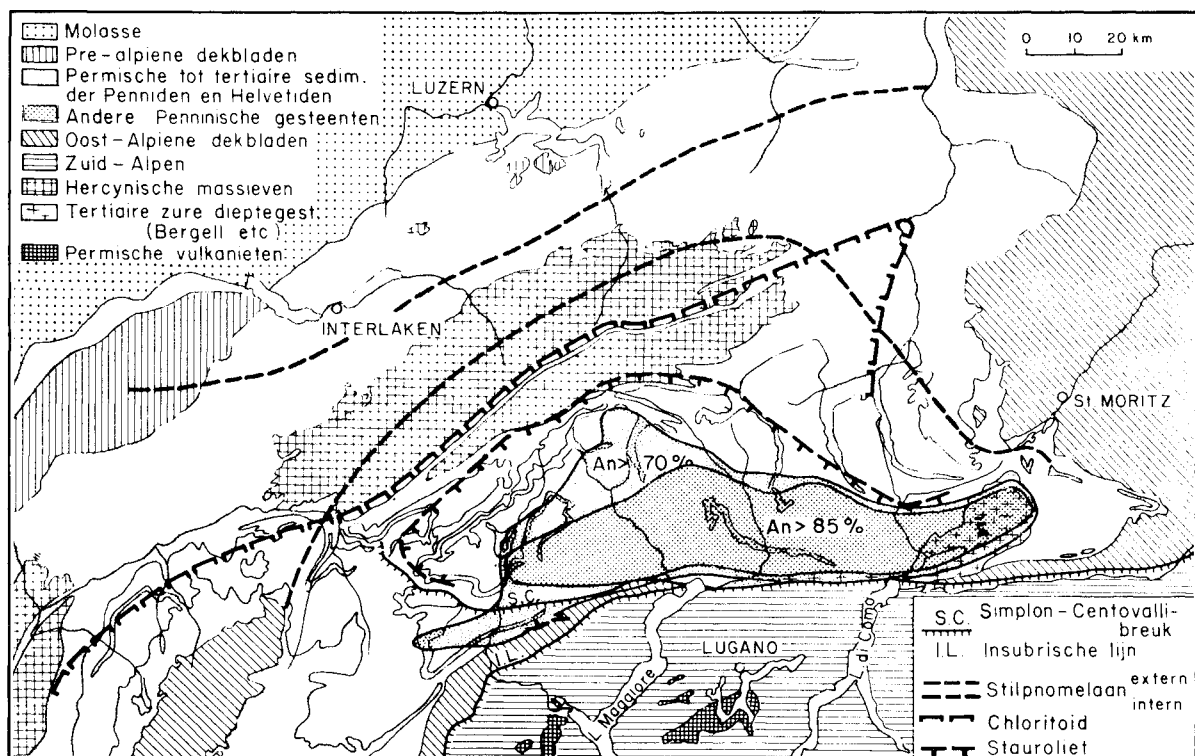 Molasse
Pre-alpiene dekbladen
Permische tot tertiaire sedim.
der Penniden en Helvetiden
Andere Penninische gesteenten
Oost-Alpiene dekbladen
Zuid-Alpen
Hercynische massieven
Tertiaire zure dieptegest.
(Bergell etc)
Permische vulkanieten
0 10 20 km
LUZERN
INTERLAKEN
St. MORITZ
An> 70%
An> 85%
S.C.
I.L.
LUGANO
L. Maggiore
L. di Como
S.C. Simplon-Centovalli-
breuk
I.L. Insubrische lijn
Stilpnomelaan extern
intern
Chloritoid
Stauroliet